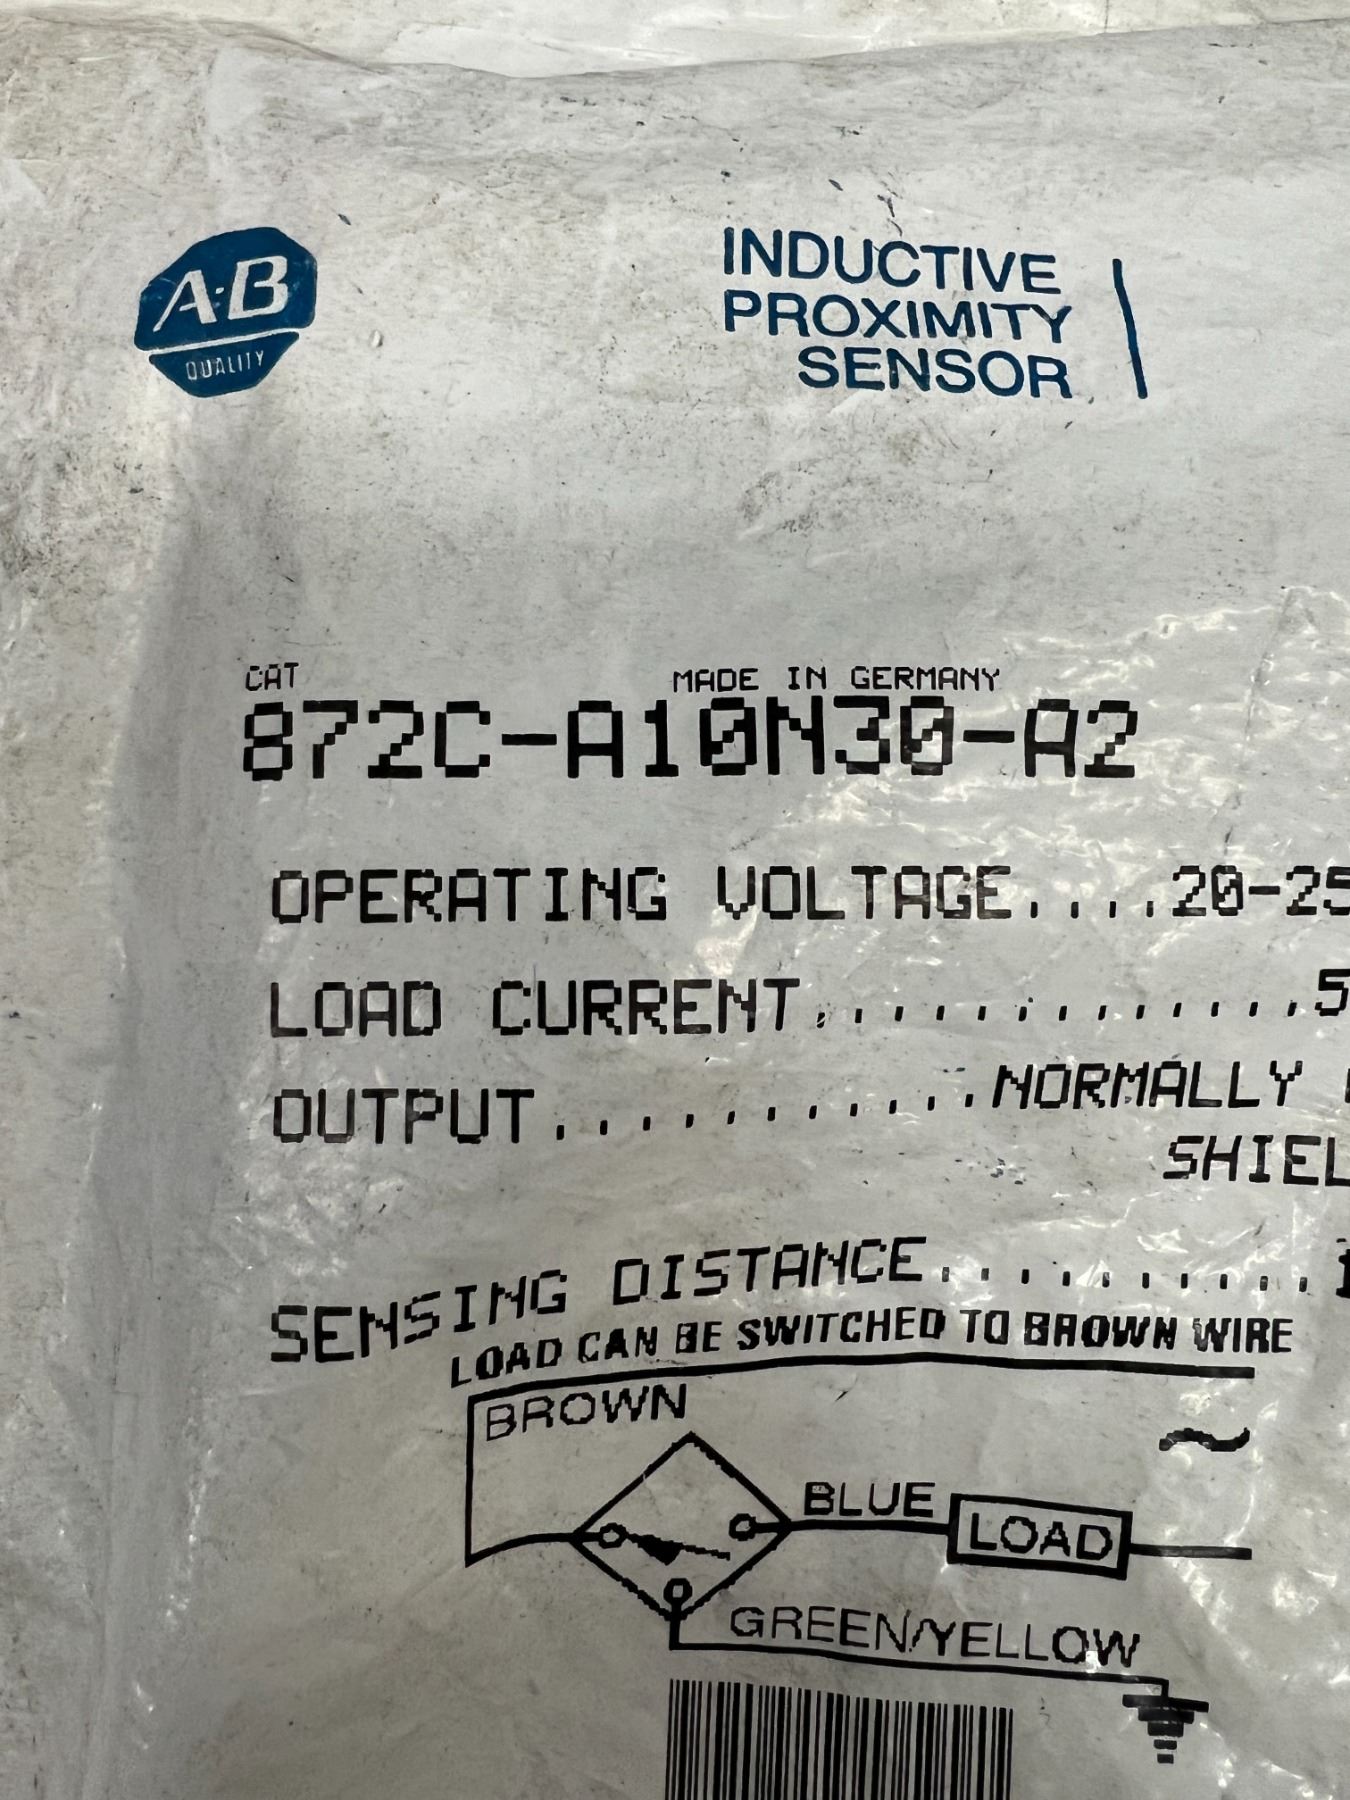 A-B
QUALITY
INDUCTIVE
PROXIMITY
SENSOR
CAT
MADE IN GERMANY
872C-A10N30-A2
OPERATING VOLTAGE....20-25
LOAD CURRENT.............5
OUTPUT...........NORMALLY
SHIEL
SENSING DISTANCE..........1
LOAD CAN BE SWITCHED TO BROWN WIRE
BROWN
~
BLUE
LOAD
GREEN/YELLOW